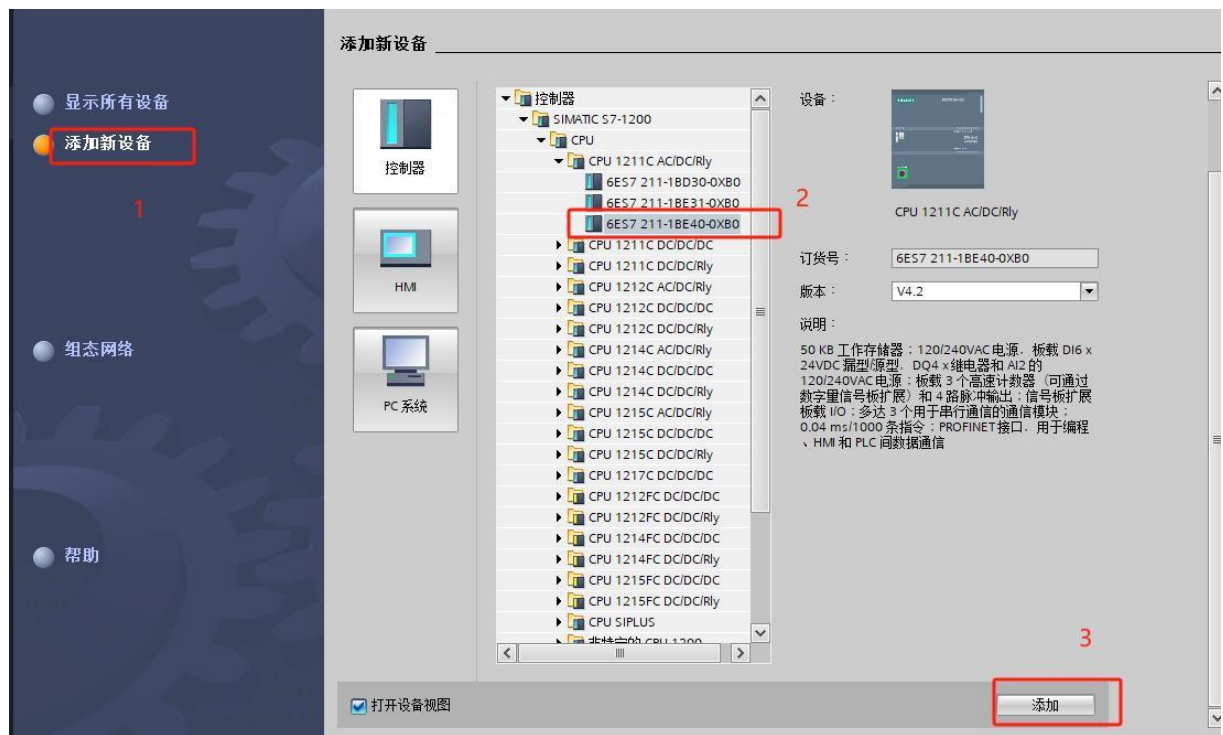 添加新设备
显示所有设备
添加新设备
1
组态网络
帮助
控制器
HMI
PC 系统
控制器
SIMATIC S7-1200
CPU
CPU 1211C AC/DC/Rly
6ES7 211-1BD30-0XB0
6ES7 211-1BE31-0XB0
6ES7 211-1BE40-0XB0
CPU 1211C DC/DC/DC
CPU 1211C DC/DC/Rly
CPU 1212C AC/DC/Rly
CPU 1212C DC/DC/DC
CPU 1212C DC/DC/Rly
CPU 1214C AC/DC/Rly
CPU 1214C DC/DC/DC
CPU 1214C DC/DC/Rly
CPU 1215C AC/DC/Rly
CPU 1215C DC/DC/DC
CPU 1215C DC/DC/Rly
CPU 1217C DC/DC/DC
CPU 1212FC DC/DC/DC
CPU 1212FC DC/DC/Rly
CPU 1214FC DC/DC/DC
CPU 1214FC DC/DC/Rly
CPU 1215FC DC/DC/DC
CPU 1215FC DC/DC/Rly
CPU SIPLUS
非特定的 CPU 1200
2
设备：
CPU 1211C AC/DC/Rly
订货号：
6ES7 211-1BE40-0XB0
版本：
V4.2
说明：
50 KB 工作存储器；120/240VAC电源，板载 DI6 x
24VDC 漏型/源型，DQ4 x继电器和 AI2 的
120/240VAC 电源；板载 3 个高速计数器（可通过
数字量信号板扩展）和 4 路脉冲输出；信号板扩展
板载 I/O；多达 3 个用于串行通信的通信模块；
0.04 ms/1000 条指令；PROFINET接口，用于编程
、HMI 和 PLC 间数据通信
3
打开设备视图
添加